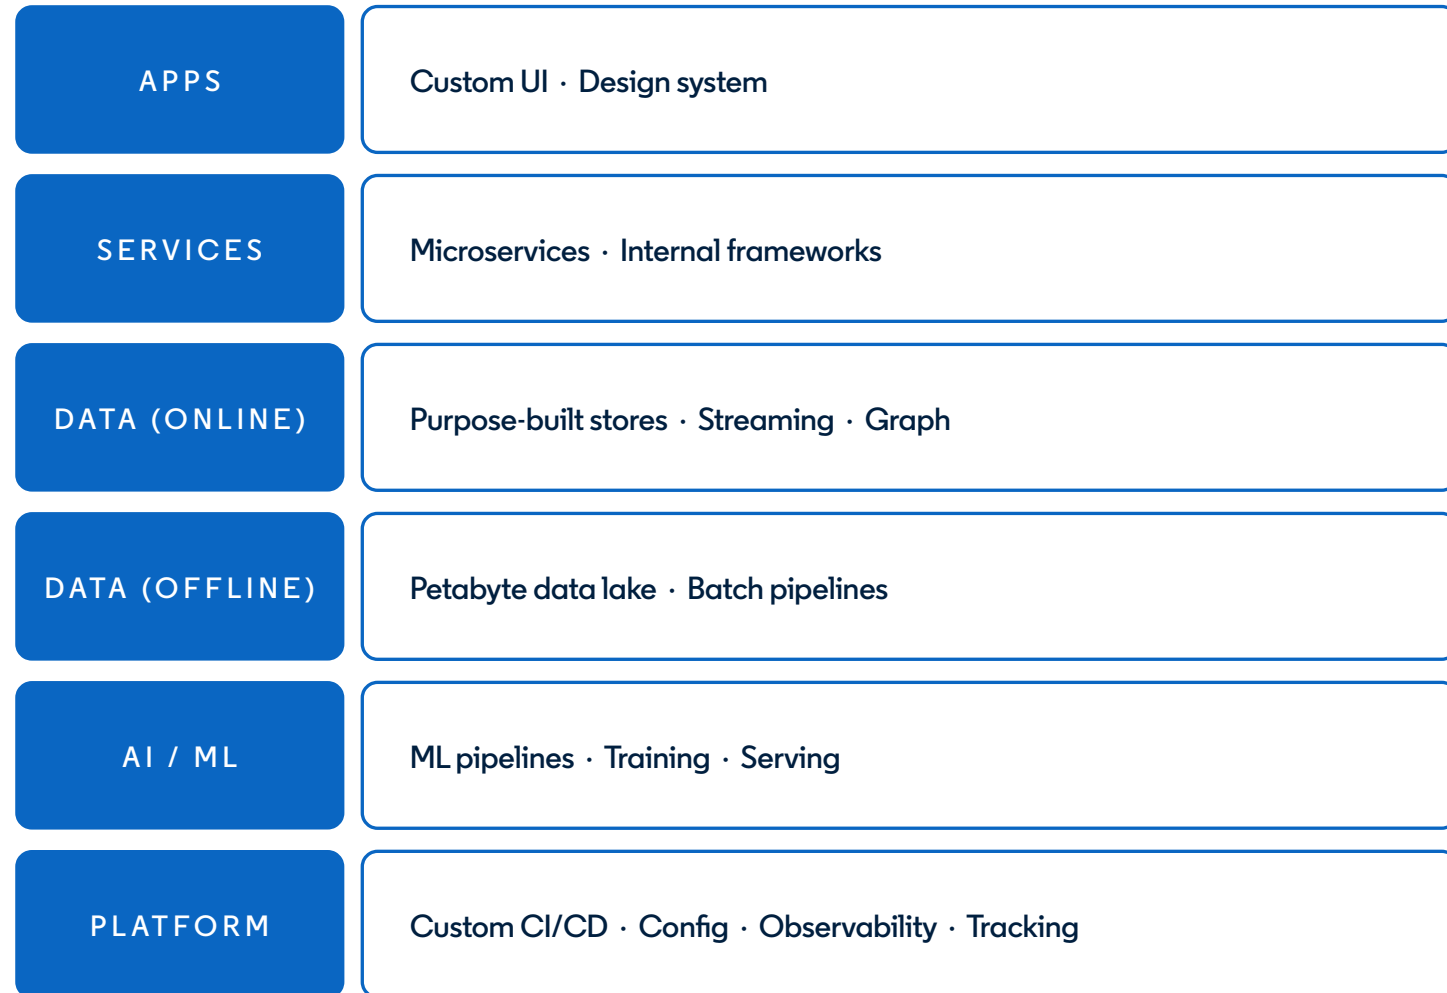 APPS
Custom UI · Design system
SERVICES
Microservices · Internal frameworks
DATA (ONLINE)
Purpose-built stores · Streaming · Graph
DATA (OFFLINE)
Petabyte data lake · Batch pipelines
AI / ML
ML pipelines · Training · Serving
PLATFORM
Custom CI/CD · Config · Observability · Tracking